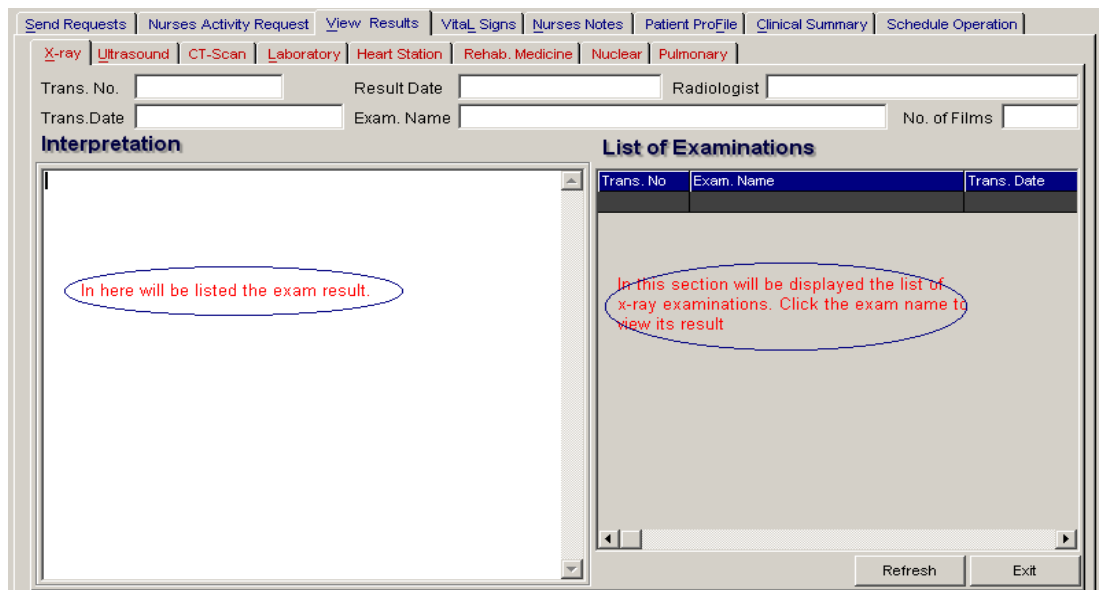 Send Requests Nurses Activity Request View Results VitaL Signs Nurses Notes Patient ProFile Clinical Summary Schedule Operation
X-ray Ultrasound CT-Scan Laboratory Heart Station Rehab. Medicine Nuclear Pulmonary
Trans. No. Result Date Radiologist
Trans.Date Exam. Name No. of Films
Interpretation
List of Examinations
Trans. No Exam. Name Trans. Date
In here will be listed the exam result.
In this section will be displayed the list of
x-ray examinations. Click the exam name to
view its result
Refresh Exit